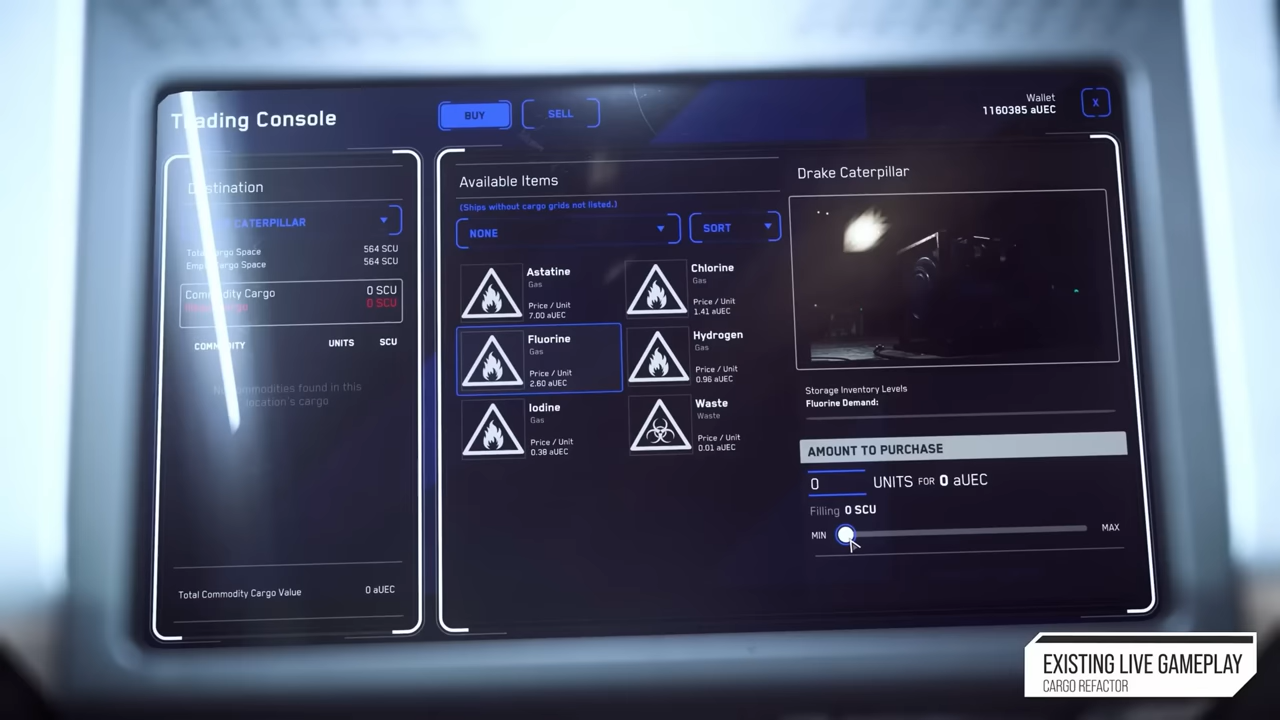 Trading Console
BUY
SELL
Wallet
1160385 aUEC
X
Destination
CATERPILLAR
Total Cargo Space 564 SCU
Empty Cargo Space 564 SCU
Commodity Cargo 0 SCU
Cargo 0 SCU
COMMODITY UNITS SCU
No commodities found in this
location's cargo
Total Commodity Cargo Value 0 aUEC
Available Items
(Ships without cargo grids not listed.)
NONE
SORT
Astatine
Gas
Price / Unit
7.00 aUEC
Chlorine
Gas
Price / Unit
1.41 aUEC
Fluorine
Gas
Price / Unit
2.60 aUEC
Hydrogen
Gas
Price / Unit
0.96 aUEC
Iodine
Gas
Price / Unit
0.38 aUEC
Waste
Waste
Price / Unit
0.01 aUEC
Drake Caterpillar
Storage Inventory Levels
Fluorine Demand:
AMOUNT TO PURCHASE
0 UNITS FOR 0 aUEC
Filling 0 SCU
MIN
MAX
EXISTING LIVE GAMEPLAY
CARGO REFACTOR